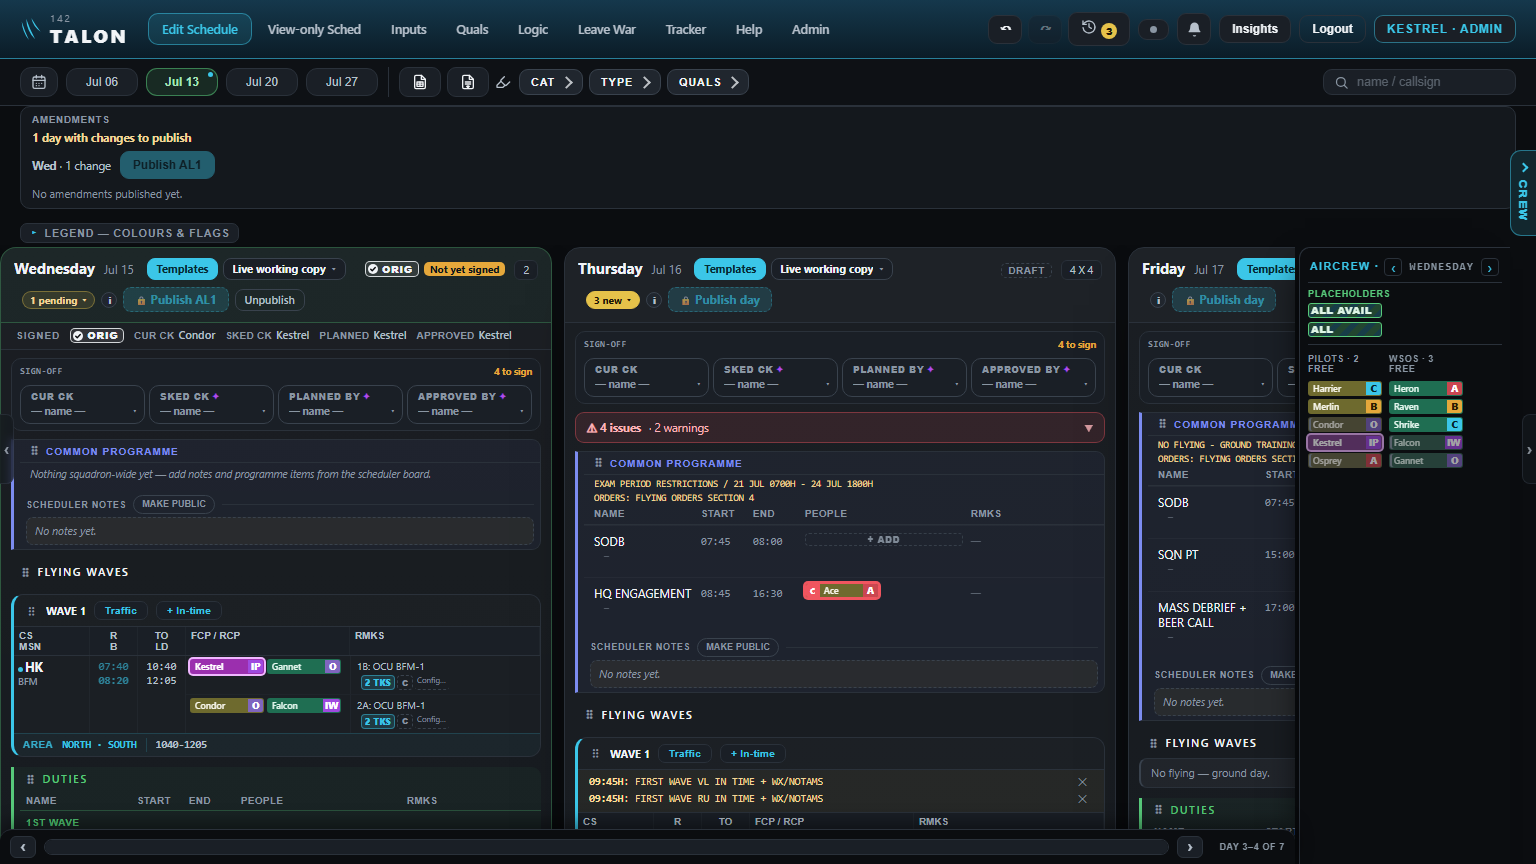 142
TALON
Edit Schedule
View-only Sched
Inputs
Quals
Logic
Leave War
Tracker
Help
Admin
3
Insights
Logout
KESTREL · ADMIN
Jul 06
Jul 13
Jul 20
Jul 27
CAT
TYPE
QUALS
name / callsign
AMENDMENTS
1 day with changes to publish
Wed · 1 change
Publish AL1
No amendments published yet.
CREW
LEGEND — COLOURS & FLAGS
Wednesday Jul 15
Templates
Live working copy
ORIG
Not yet signed
2
1 pending
i
Publish AL1
Unpublish
SIGNED ORIG CUR CK Condor SKED CK Kestrel PLANNED Kestrel APPROVED Kestrel
SIGN-OFF
4 to sign
CUR CK
— name —
SKED CK
— name —
PLANNED BY
— name —
APPROVED BY
— name —
COMMON PROGRAMME
Nothing squadron-wide yet — add notes and programme items from the scheduler board.
SCHEDULER NOTES
MAKE PUBLIC
No notes yet.
FLYING WAVES
WAVE 1
Traffic
+ In-time
CS R TO FCP / RCP RMKS
MSN B LD
HK 07:40 10:40 Kestrel IP Gannet O 1B: OCU BFM-1
BFM 08:20 12:05 2 TKS C Config...
Condor O Falcon IW 2A: OCU BFM-1
2 TKS C Config...
AREA NORTH · SOUTH 1040-1205
DUTIES
NAME START END PEOPLE RMKS
1ST WAVE
Thursday Jul 16
Templates
Live working copy
DRAFT
4 X 4
3 new
i
Publish day
SIGN-OFF
4 to sign
CUR CK
— name —
SKED CK
— name —
PLANNED BY
— name —
APPROVED BY
— name —
4 issues · 2 warnings
COMMON PROGRAMME
EXAM PERIOD RESTRICTIONS / 21 JUL 0700H - 24 JUL 1800H
ORDERS: FLYING ORDERS SECTION 4
NAME START END PEOPLE RMKS
SODB 07:45 08:00 + ADD —
—
HQ ENGAGEMENT 08:45 16:30 C Ace A —
—
SCHEDULER NOTES
MAKE PUBLIC
No notes yet.
FLYING WAVES
WAVE 1
Traffic
+ In-time
09:45H: FIRST WAVE VL IN TIME + WX/NOTAMS
09:45H: FIRST WAVE RU IN TIME + WX/NOTAMS
CS R TO FCP / RCP RMKS
Friday Jul 17
Template
i
Publish day
SIGN-OFF
CUR CK
— name —
S
—
COMMON PROGRAMM
NO FLYING - GROUND TRAINING
ORDERS: FLYING ORDERS SECTI
NAME START
SODB 07:45
—
SQN PT 15:00
—
MASS DEBRIEF + 17:00
BEER CALL
—
SCHEDULER NOTES
MAKE
No notes yet.
FLYING WAVES
No flying — ground day.
DUTIES
AIRCREW · WEDNESDAY
PLACEHOLDERS
ALL AVAIL
ALL
PILOTS · 2 WSOS · 3
FREE FREE
Harrier C Heron A
Merlin B Raven B
Condor O Shrike C
Kestrel IP Falcon IW
Osprey A Gannet O
DAY 3–4 OF 7